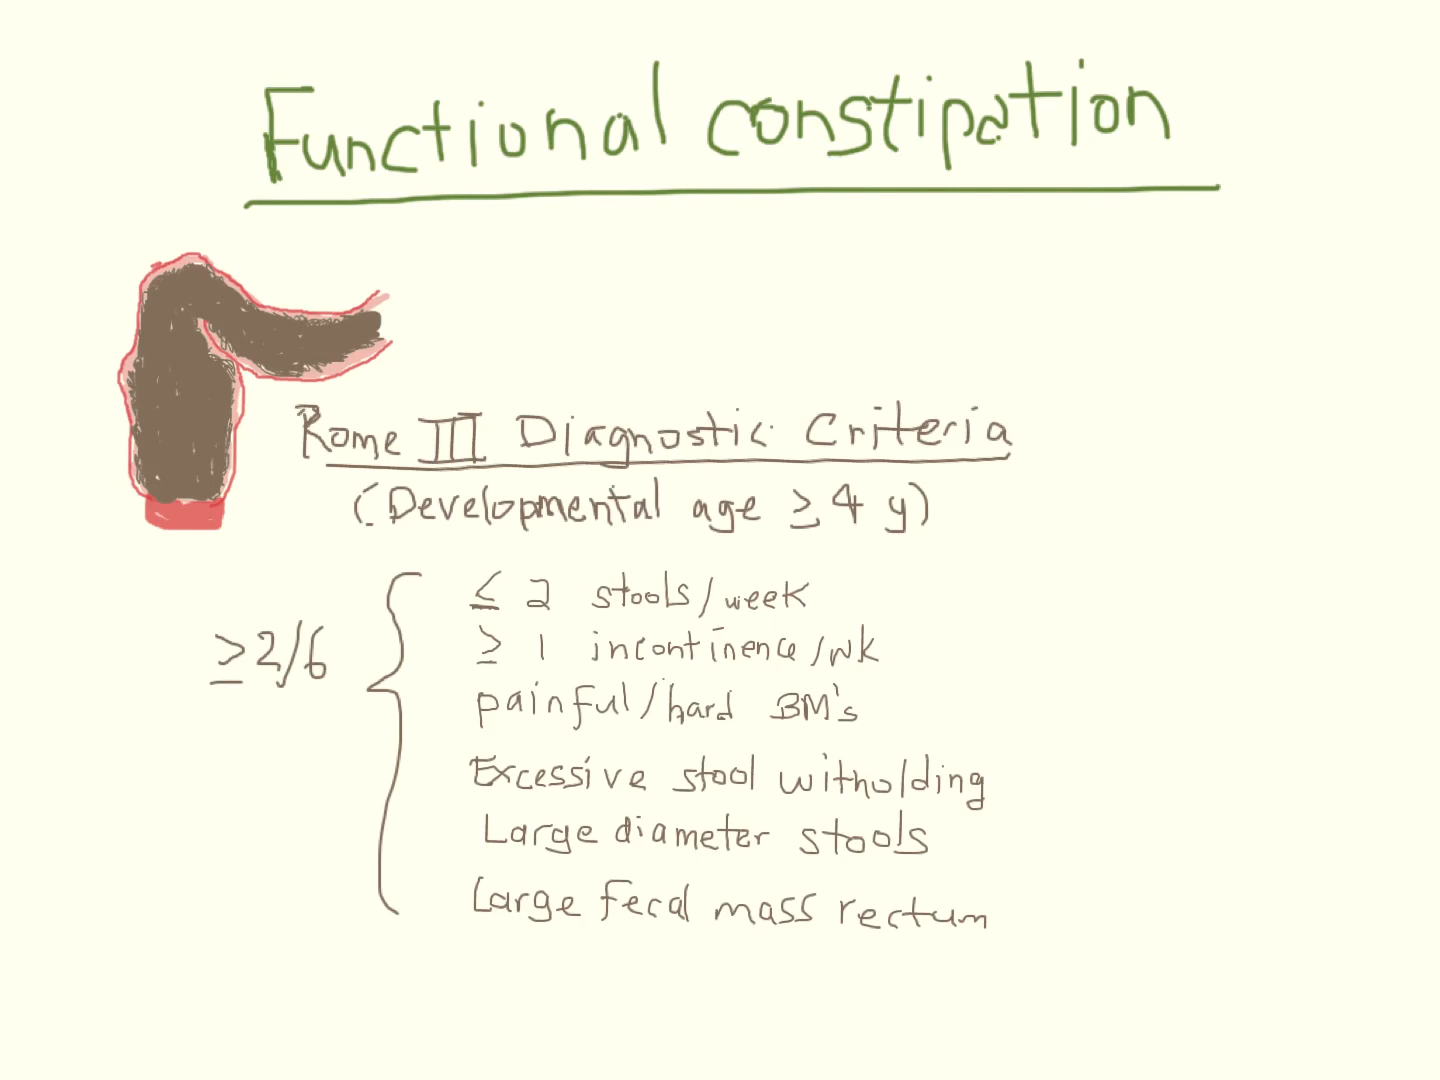 Functional constipation
Rome III Diagnostic Criteria
(Developmental age ≥ 4 y)
≥2/6
≤ 2 stools/week
≥ 1 incontinence/wk
painful/hard BM's
Excessive stool witholding
Large diameter stools
Large fecal mass rectum